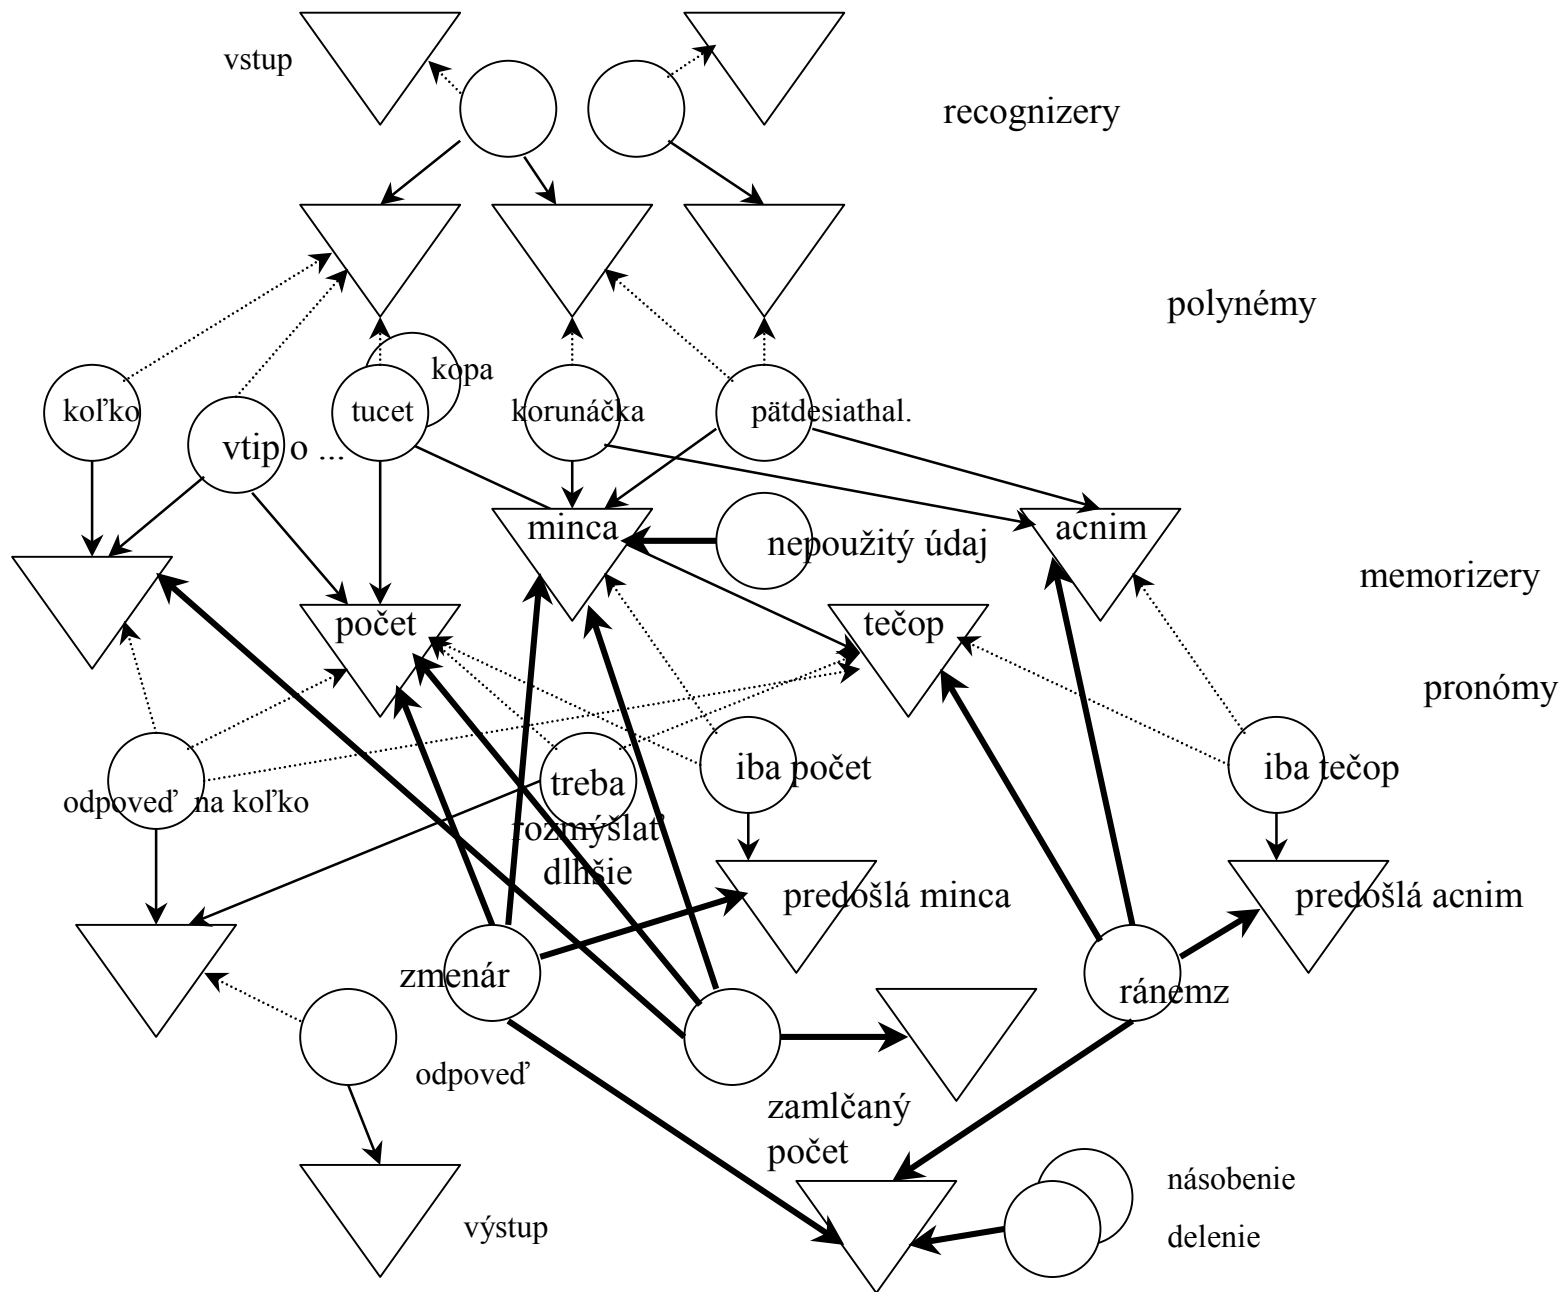 vstup
recognizery
polynémy
kopa
koľko
tucet
korunáčka
pätdesiathal.
vtip o ...
minca
nepoužitý údaj
acnim
memorizery
počet
tečop
pronómy
iba počet
iba tečop
treba
rozmýšlať
dlhšie
odpoveď na koľko
predošlá minca
predošlá acnim
zmenár
ránemz
odpoveď
zamlčaný
počet
násobenie
výstup
delenie